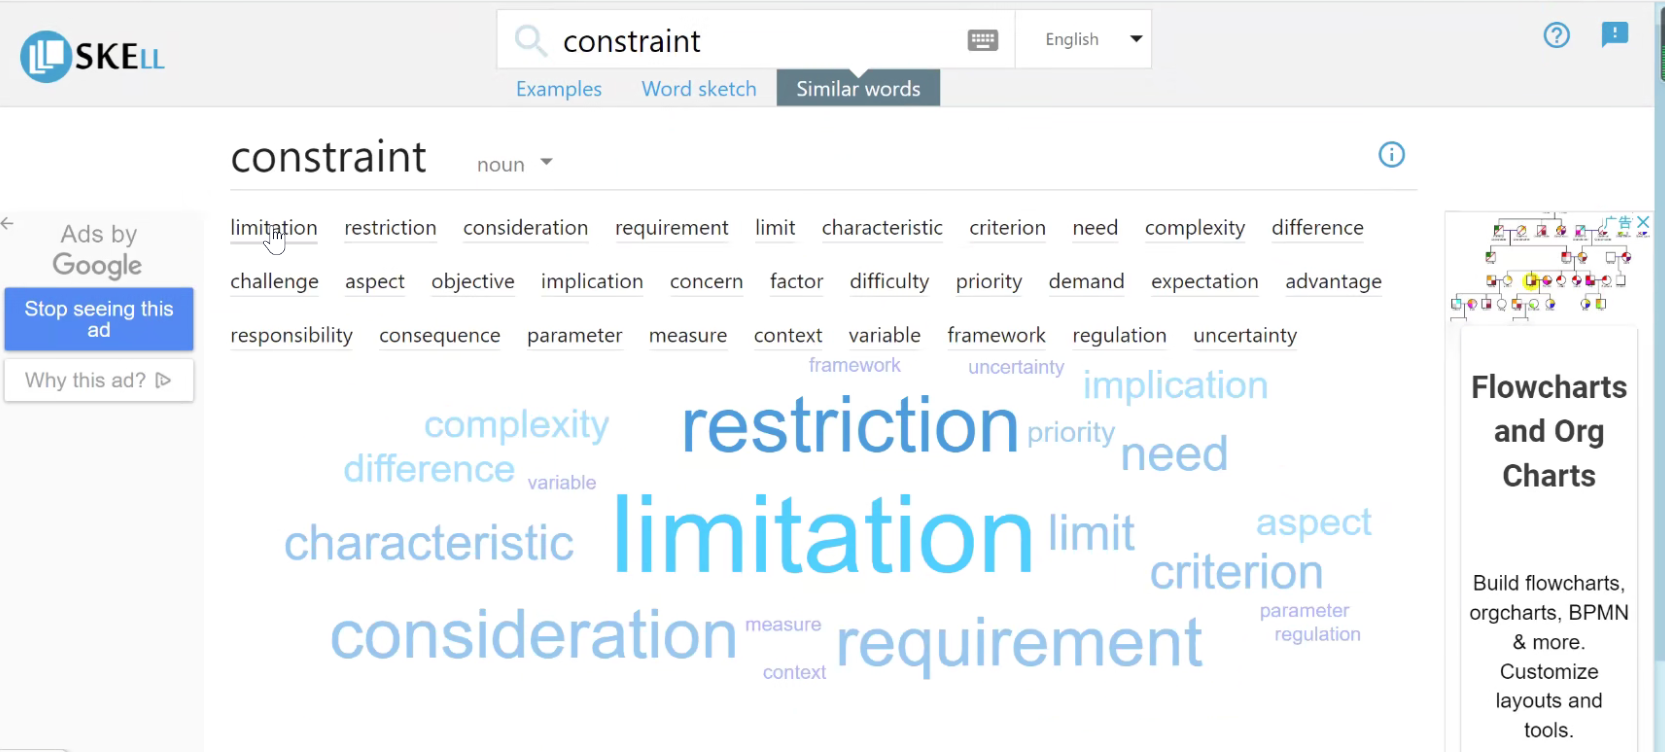 SKELL
constraint
English
Examples Word sketch Similar words
constraint noun
limitation restriction consideration requirement limit characteristic criterion need complexity difference
challenge aspect objective implication concern factor difficulty priority demand expectation advantage
responsibility consequence parameter measure context variable framework regulation uncertainty
framework uncertainty implication
complexity restriction priority need
difference variable
characteristic limitation limit aspect
criterion
consideration measure requirement parameter
regulation
context
Ads by
Google
Stop seeing this
ad
Why this ad?
广告
Flowcharts
and Org
Charts
Build flowcharts,
orgcharts, BPMN
& more.
Customize
layouts and
tools.